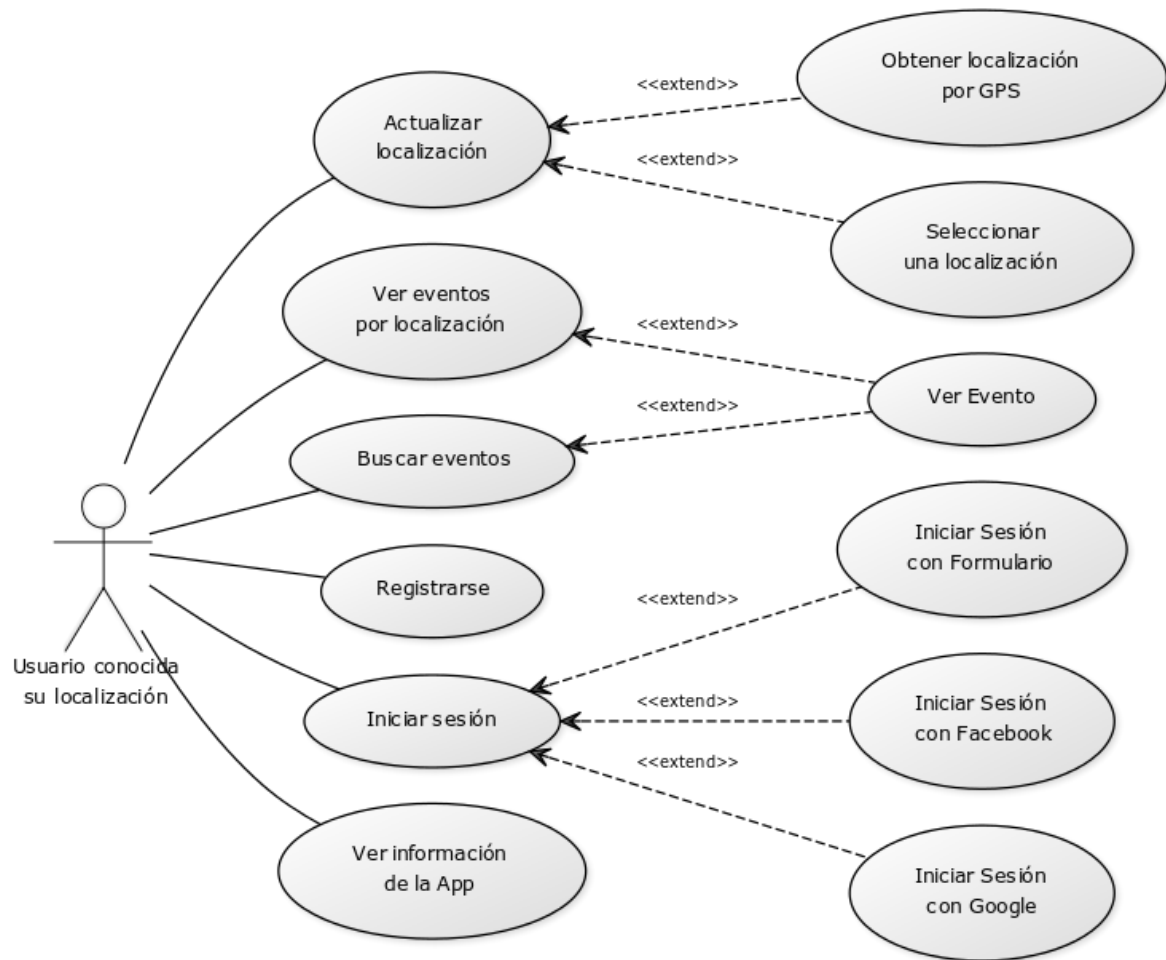 Obtener localización
por GPS
<<extend>>
Actualizar
localización
<<extend>>
Seleccionar
una localización
Ver eventos
por localización
<<extend>>
Ver Evento
<<extend>>
Buscar eventos
Iniciar Sesión
con Formulario
Registrarse
<<extend>>
Usuario conocida
su localización
Iniciar sesión
<<extend>>
Iniciar Sesión
con Facebook
<<extend>>
Ver información
de la App
Iniciar Sesión
con Google